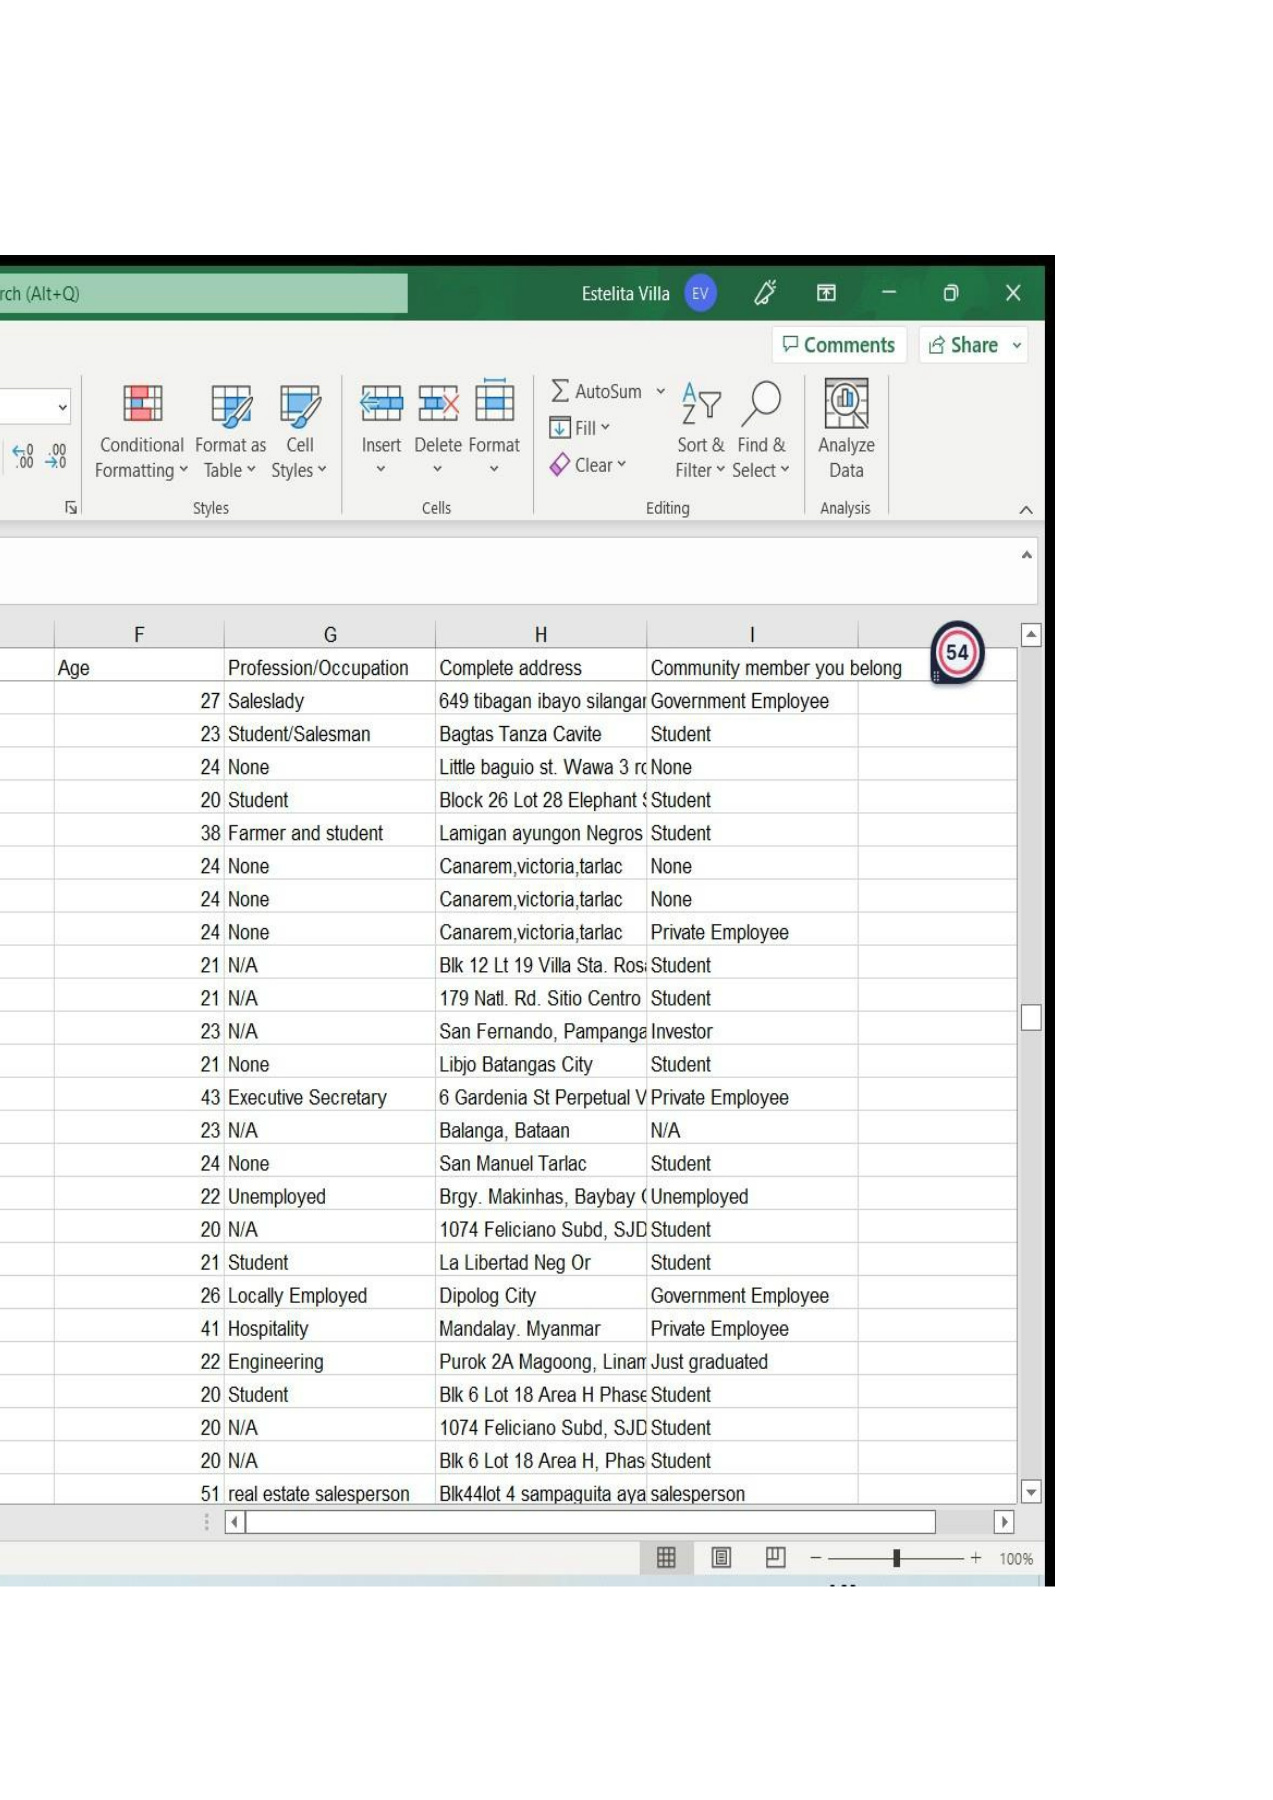 rch (Alt+Q) Estelita Villa EV
Comments Share
AutoSum
Fill
Clear
Conditional Formatting
Format as Table
Cell Styles
Insert
Delete
Format
Sort & Filter
Find & Select
Analyze Data
.00 .00
Styles Cells Editing Analysis
F G H I
54
Age Profession/Occupation Complete address Community member you belong
27 Saleslady 649 tibagan ibayo silangan Government Employee
23 Student/Salesman Bagtas Tanza Cavite Student
24 None Little baguio st. Wawa 3 None
20 Student Block 26 Lot 28 Elephant Student
38 Farmer and student Lamigan ayungon Negros Student
24 None Canarem,victoria,tarlac None
24 None Canarem,victoria,tarlac None
24 None Canarem,victoria,tarlac Private Employee
21 N/A Blk 12 Lt 19 Villa Sta. Student
21 N/A 179 Natl. Rd. Sitio Centro Student
23 N/A San Fernando, Pampanga Investor
21 None Libjo Batangas City Student
43 Executive Secretary 6 Gardenia St Perpetual V Private Employee
23 N/A Balanga, Bataan N/A
24 None San Manuel Tarlac Student
22 Unemployed Brgy. Makinhas, Baybay Unemployed
20 N/A 1074 Feliciano Subd, SJD Student
21 Student La Libertad Neg Or Student
26 Locally Employed Dipolog City Government Employee
41 Hospitality Mandalay. Myanmar Private Employee
22 Engineering Purok 2A Magoong, Just graduated
20 Student Blk 6 Lot 18 Area H Phase Student
20 N/A 1074 Feliciano Subd, SJD Student
20 N/A Blk 6 Lot 18 Area H, Phas Student
51 real estate salesperson Blk44lot 4 sampaguita aya salesperson
100%